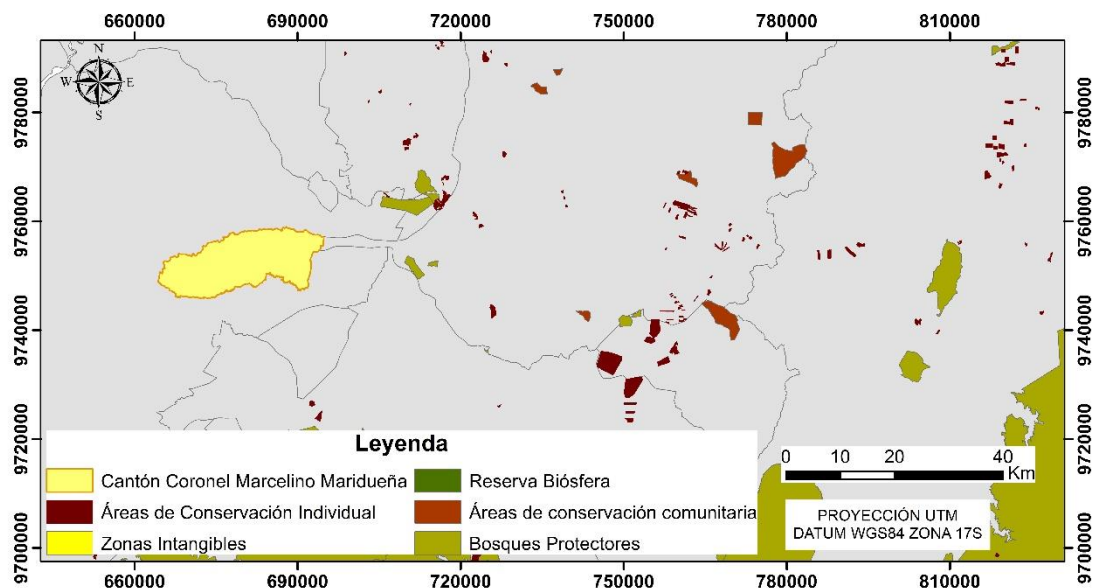 660000 690000 720000 750000 780000 810000
N
W E
S
9780000 9780000
9760000 9760000
9740000 9740000
9720000 9720000
9700000 9700000
Leyenda
Cantón Coronel Marcelino Maridueña
Reserva Biósfera
Áreas de Conservación Individual
Áreas de conservación comunitaria
Zonas Intangibles
Bosques Protectores
0 10 20 40
Km
PROYECCIÓN UTM
DATUM WGS84 ZONA 17S
660000 690000 720000 750000 780000 810000